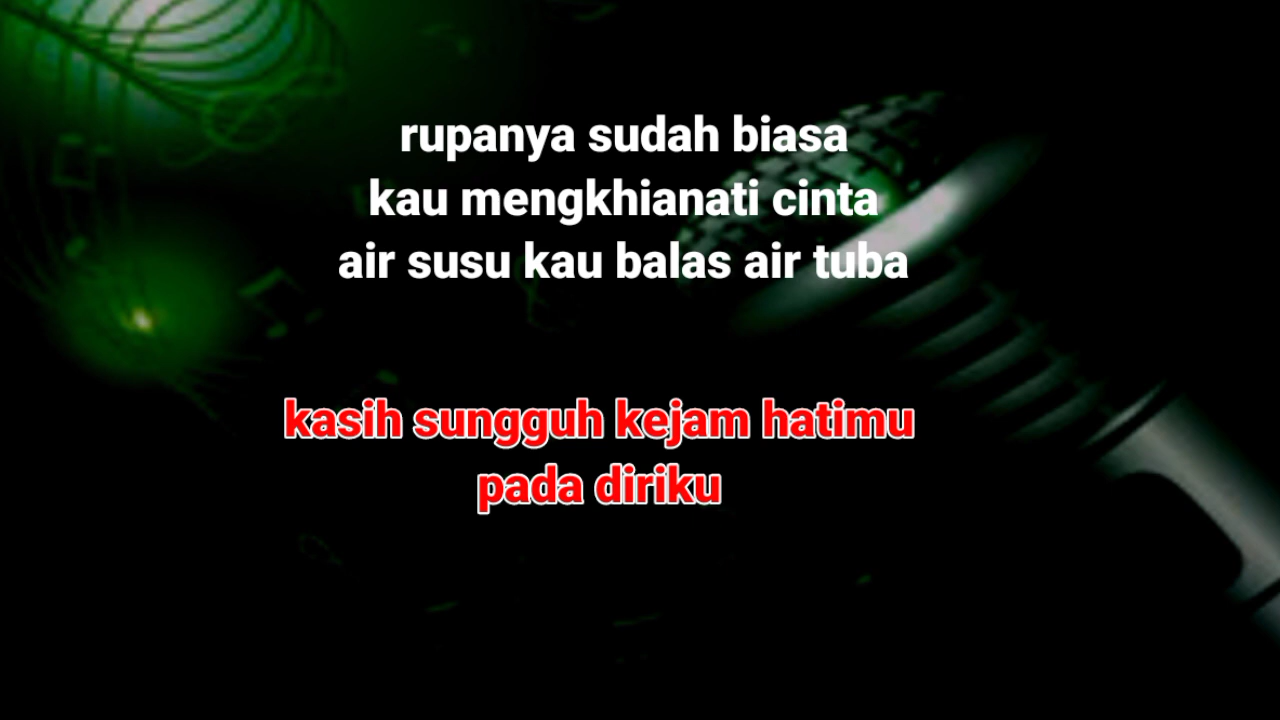 rupanya sudah biasa
kau mengkhianati cinta
air susu kau balas air tuba
kasih sungguh kejam hatimu
pada diriku